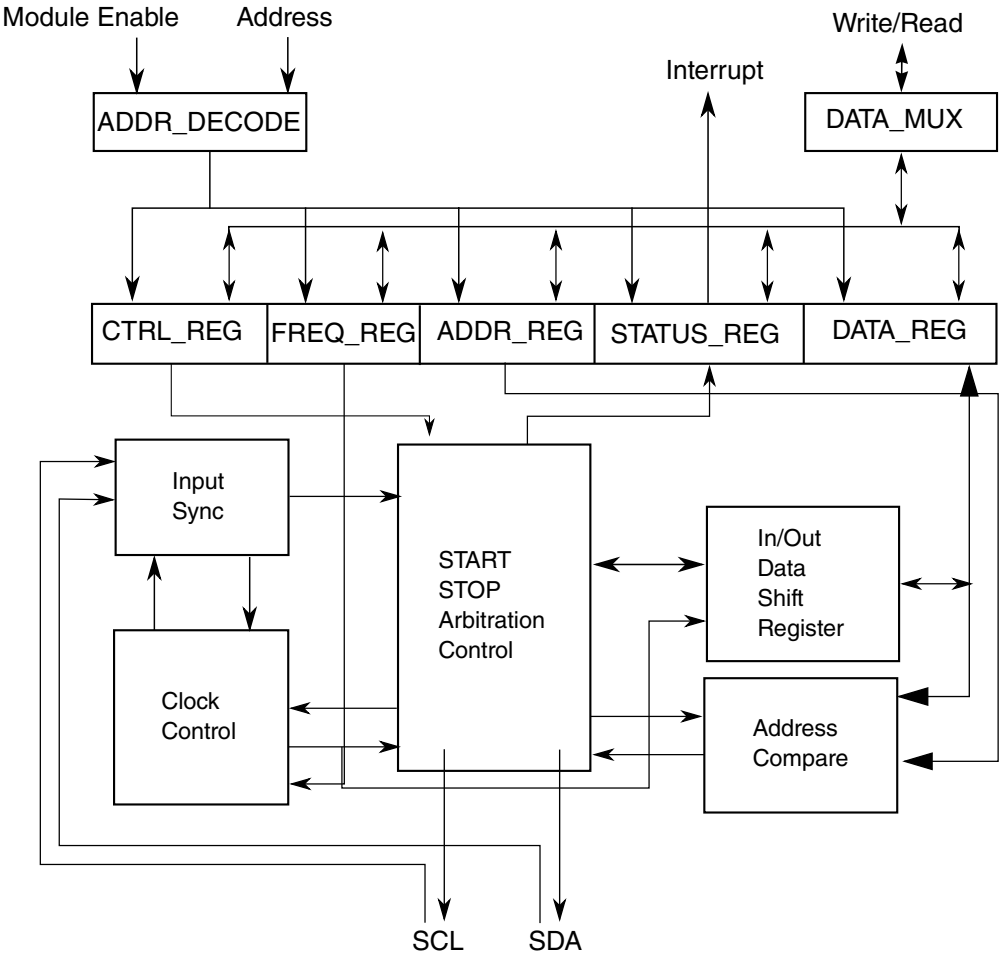 Module Enable
Address
Write/Read
Interrupt
ADDR_DECODE
DATA_MUX
CTRL_REG
FREQ_REG
ADDR_REG
STATUS_REG
DATA_REG
Input
Sync
START
STOP
Arbitration
Control
In/Out
Data
Shift
Register
Clock
Control
Address
Compare
SCL
SDA